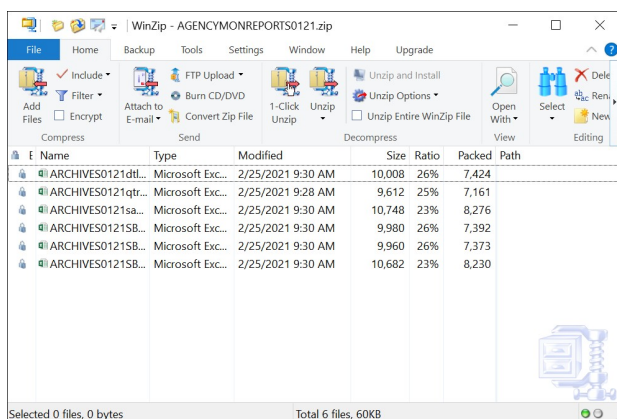 WinZip - AGENCYMONREPORTS0121.zip
File Home Backup Tools Settings Window Help Upgrade
Add Files
Include
Filter
Encrypt
Compress
Attach to E-mail
FTP Upload
Burn CD/DVD
Convert Zip File
Send
1-Click Unzip
Unzip
Unzip and Install
Unzip Options
Unzip Entire WinZip File
Decompress
Open With
View
Select
Dele
Ren
New
Editing
E Name Type Modified Size Ratio Packed Path
ARCHIVES0121dtl... Microsoft Exc... 2/25/2021 9:30 AM 10,008 26% 7,424
ARCHIVES0121qtr... Microsoft Exc... 2/25/2021 9:28 AM 9,612 25% 7,161
ARCHIVES0121sa... Microsoft Exc... 2/25/2021 9:30 AM 10,748 23% 8,276
ARCHIVES0121SB... Microsoft Exc... 2/25/2021 9:30 AM 9,980 26% 7,392
ARCHIVES0121SB... Microsoft Exc... 2/25/2021 9:30 AM 9,960 26% 7,373
ARCHIVES0121SB... Microsoft Exc... 2/25/2021 9:30 AM 10,682 23% 8,230
Selected 0 files, 0 bytes Total 6 files, 60KB